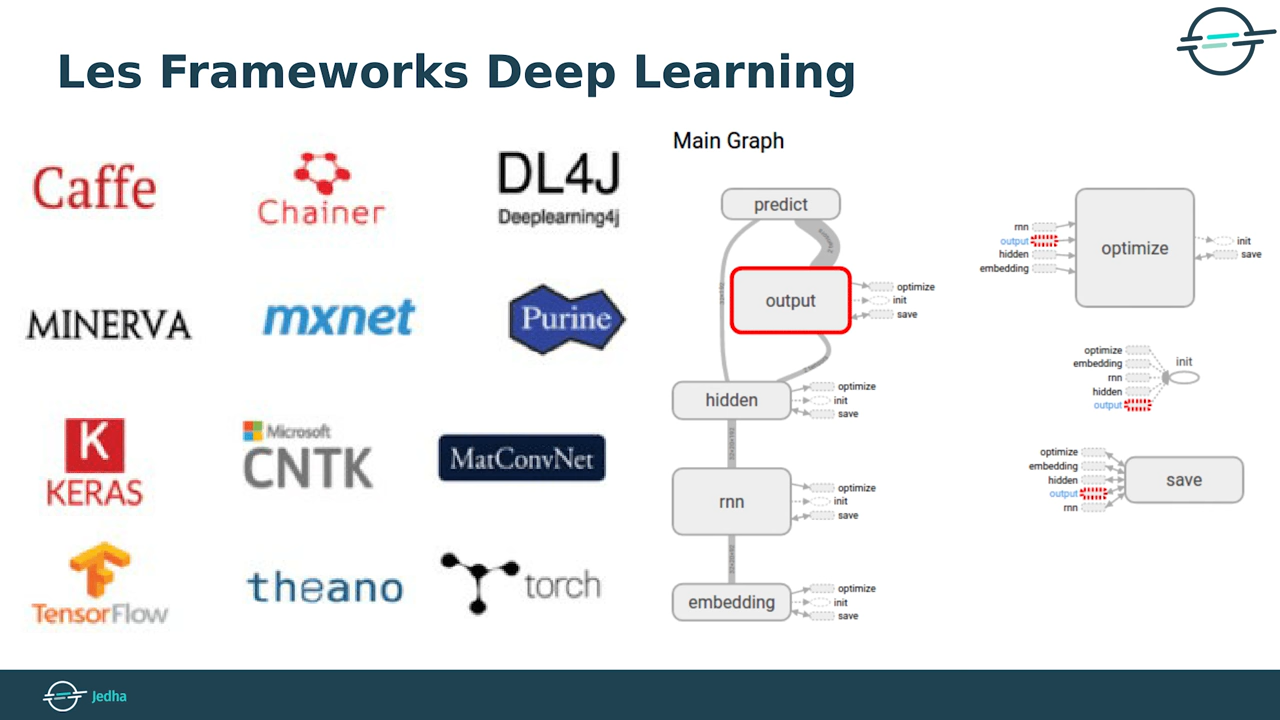 Les Frameworks Deep Learning
Caffe
Chainer
DL4J
Deeplearning4j
MINERVA
mxnet
Purine
K
KERAS
Microsoft
CNTK
MatConvNet
TensorFlow
theano
torch
Main Graph
predict
output
optimize
init
save
hidden
optimize
init
save
rnn
optimize
init
save
embedding
optimize
init
save
rnn
output
hidden
embedding
optimize
init
save
optimize
embedding
rnn
hidden
output
init
optimize
embedding
hidden
output
rnn
save
Jedha